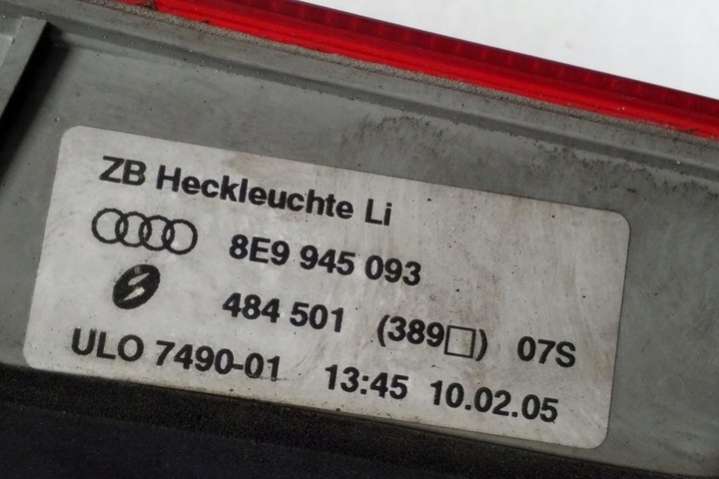 ZB Heckleuchte Li
8E9 945 093
484 501 (389□) 07S
ULO 7490-01 13:45 10.02.05